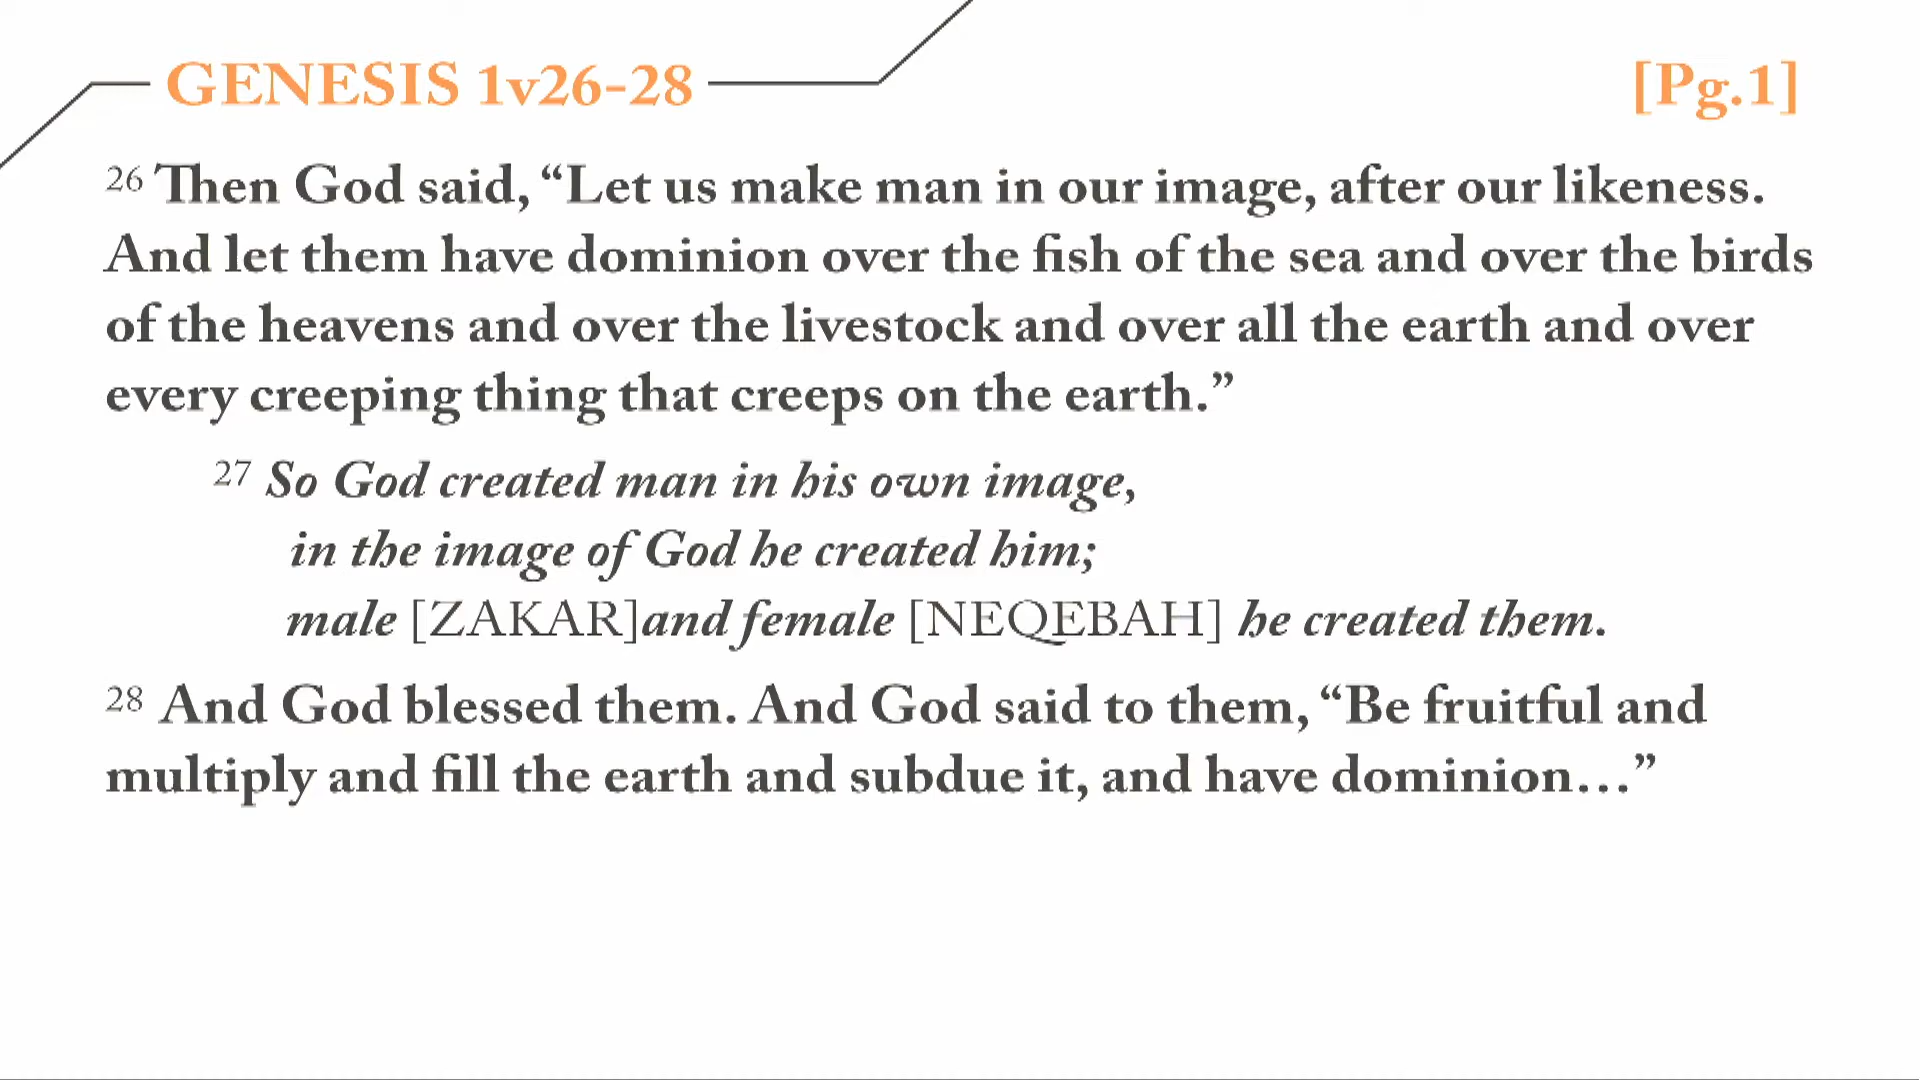 GENESIS 1v26-28 [Pg.1]
26 Then God said, “Let us make man in our image, after our likeness.
And let them have dominion over the fish of the sea and over the birds
of the heavens and over the livestock and over all the earth and over
every creeping thing that creeps on the earth.”
27 So God created man in his own image,
in the image of God he created him;
male [ZAKAR]and female [NEQEBAH] he created them.
28 And God blessed them. And God said to them, “Be fruitful and
multiply and fill the earth and subdue it, and have dominion…”